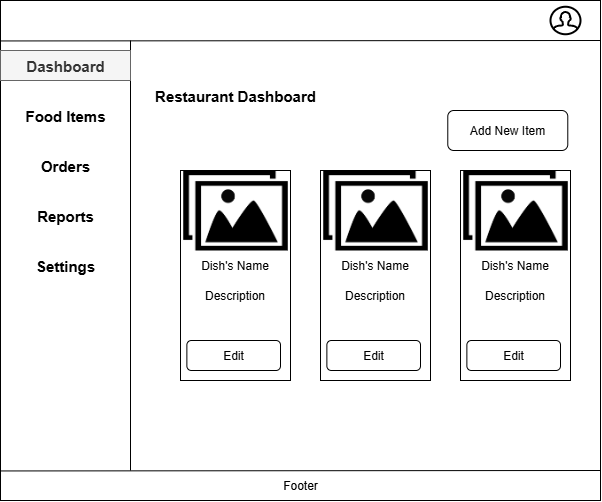 Dashboard
Food Items
Orders
Reports
Settings
Restaurant Dashboard
Add New Item
Dish's Name
Description
Edit
Dish's Name
Description
Edit
Dish's Name
Description
Edit
Footer